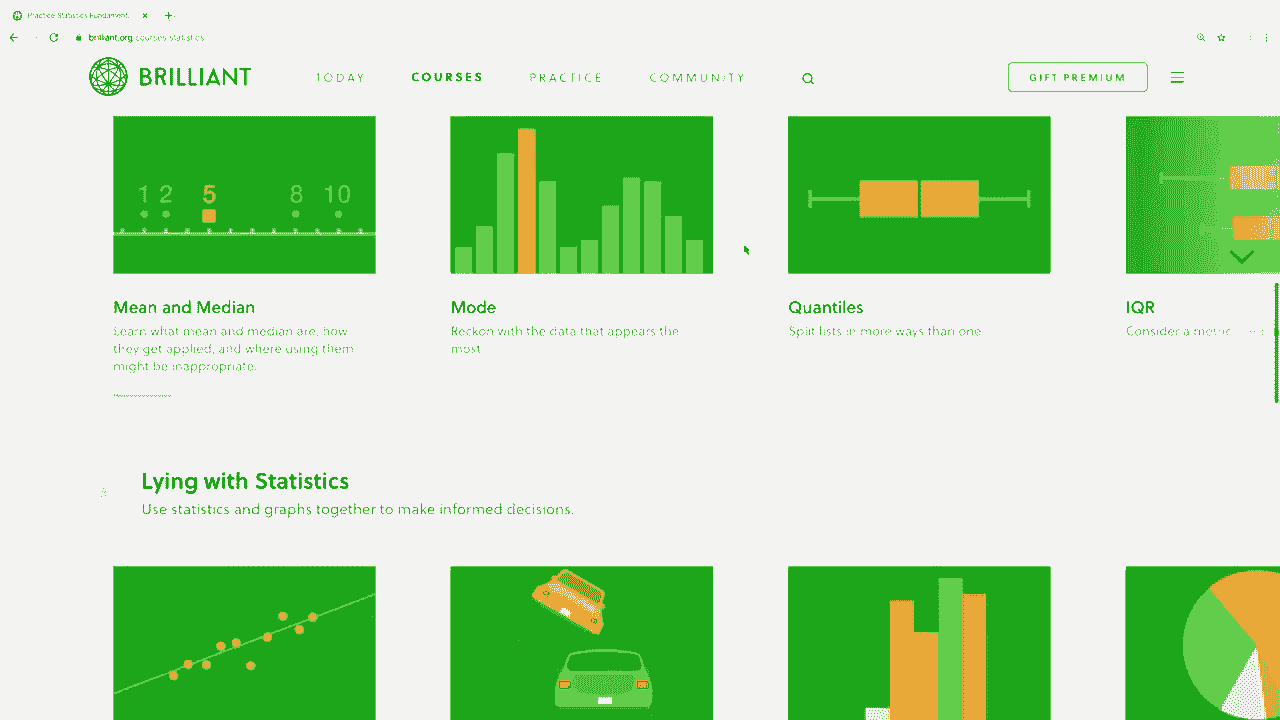 Practice Statistics Fundament
brilliant.org/courses/statistics
BRILLIANT
TODAY
COURSES
PRACTICE
COMMUNITY
GIFT PREMIUM
1 2 5 8 10
Mean and Median
Learn what mean and median are, how
they get applied, and where using them
might be inappropriate.
Mode
Reckon with the data that appears the
most.
Quantiles
Split lists in more ways than one.
IQR
Consider a metric
Lying with Statistics
Use statistics and graphs together to make informed decisions.